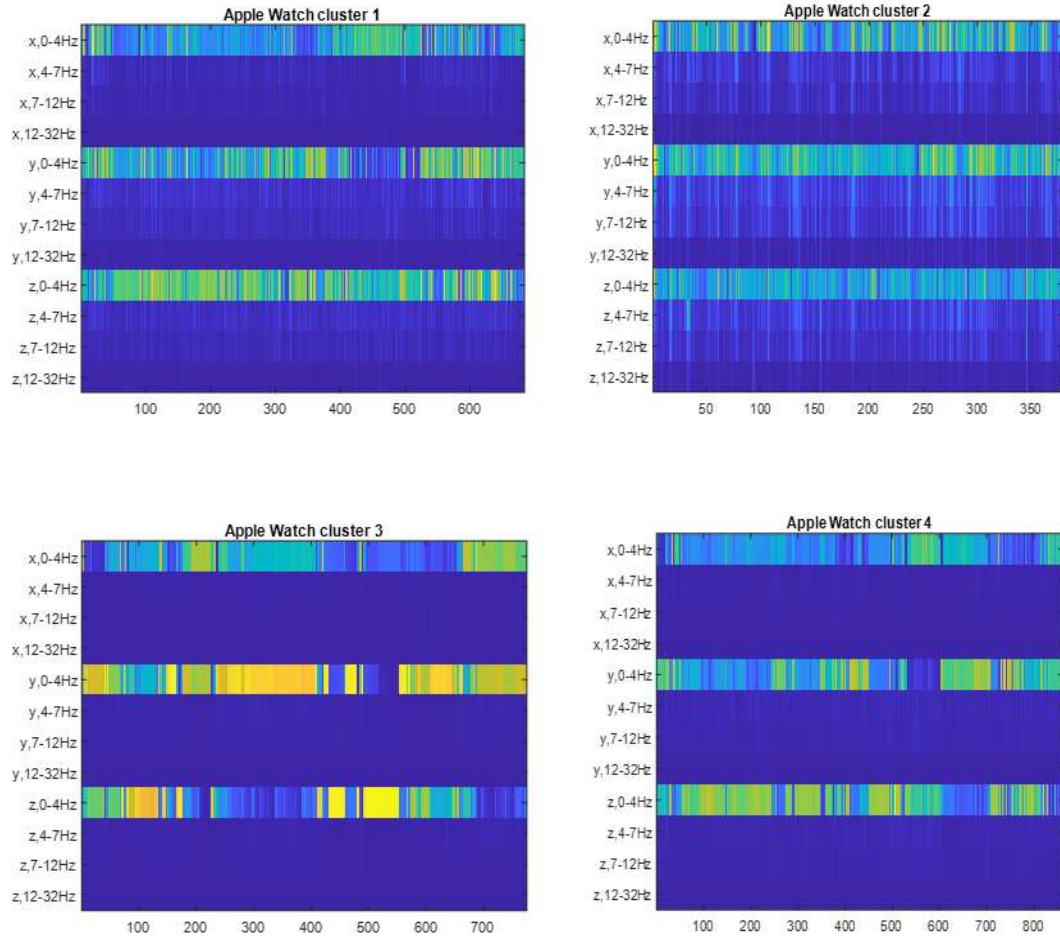 Apple Watch cluster 1
x,0-4Hz
x,4-7Hz
x,7-12Hz
x,12-32Hz
y,0-4Hz
y,4-7Hz
y,7-12Hz
y,12-32Hz
z,0-4Hz
z,4-7Hz
z,7-12Hz
z,12-32Hz
100 200 300 400 500 600
Apple Watch cluster 2
x,0-4Hz
x,4-7Hz
x,7-12Hz
x,12-32Hz
y,0-4Hz
y,4-7Hz
y,7-12Hz
y,12-32Hz
z,0-4Hz
z,4-7Hz
z,7-12Hz
z,12-32Hz
50 100 150 200 250 300 350
Apple Watch cluster 3
x,0-4Hz
x,4-7Hz
x,7-12Hz
x,12-32Hz
y,0-4Hz
y,4-7Hz
y,7-12Hz
y,12-32Hz
z,0-4Hz
z,4-7Hz
z,7-12Hz
z,12-32Hz
100 200 300 400 500 600 700
Apple Watch cluster 4
x,0-4Hz
x,4-7Hz
x,7-12Hz
x,12-32Hz
y,0-4Hz
y,4-7Hz
y,7-12Hz
y,12-32Hz
z,0-4Hz
z,4-7Hz
z,7-12Hz
z,12-32Hz
100 200 300 400 500 600 700 800